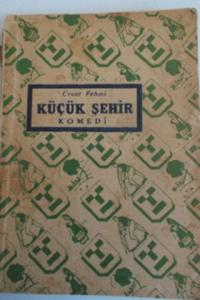 Cevat Fehmi
KÜÇÜK ŞEHİR
KOMEDİ